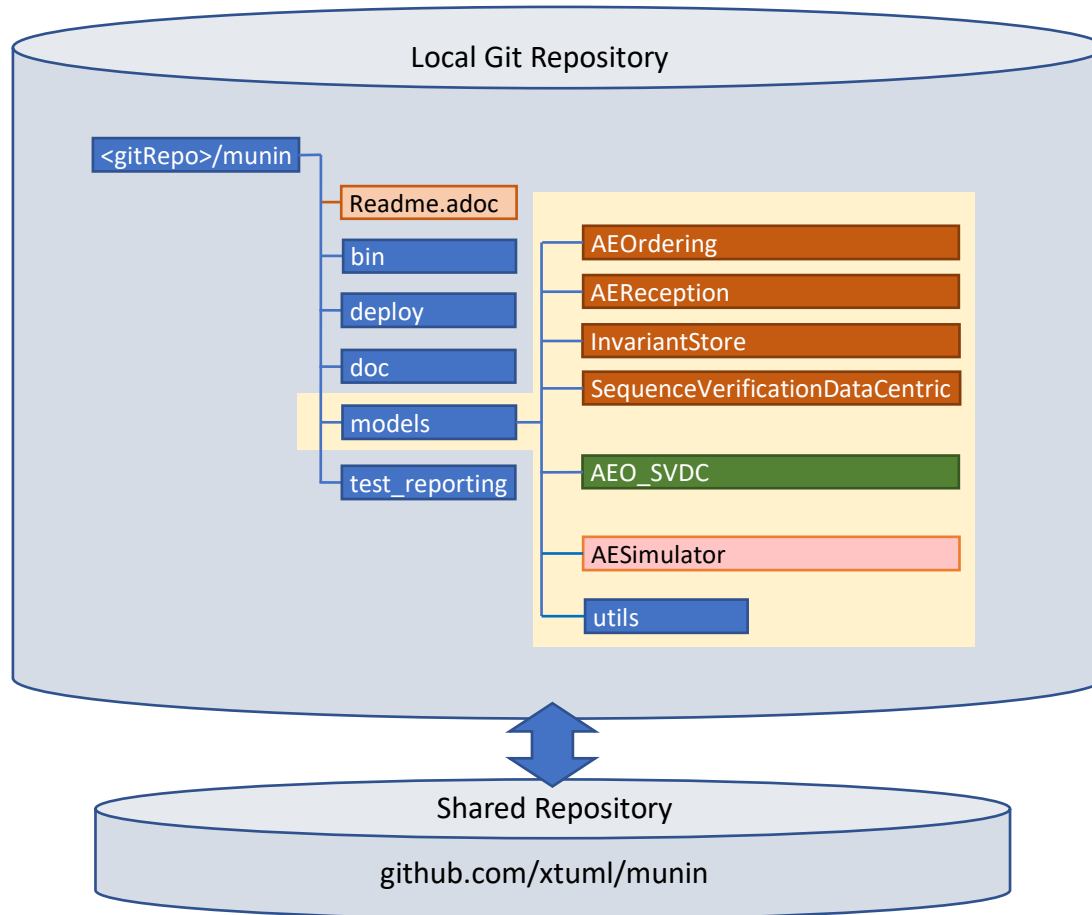 Local Git Repository
<gitRepo>/munin
Readme.adoc
bin
deploy
doc
models
test_reporting
AEOrdering
AEReception
InvariantStore
SequenceVerificationDataCentric
AEO_SVDC
AESimulator
utils
Shared Repository
github.com/xtuml/munin